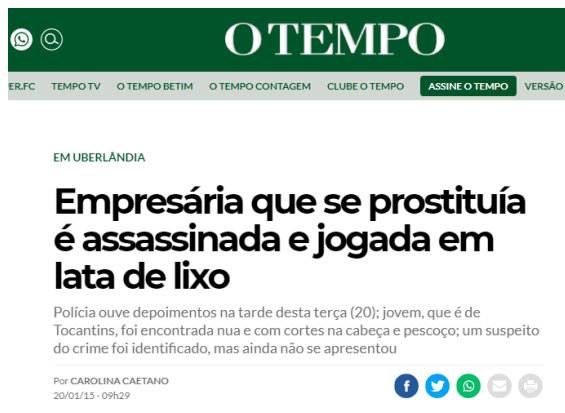 O TEMPO
ER.FC TEMPO TV O TEMPO BETIM O TEMPO CONTAGEM CLUBE O TEMPO ASSINE O TEMPO VERSÃO
EM UBERLÂNDIA
Empresária que se prostituía
é assassinada e jogada em
lata de lixo
Polícia ouve depoimentos na tarde desta terça (20); jovem, que é de
Tocantins, foi encontrada nua e com cortes na cabeça e pescoço; um suspeito
do crime foi identificado, mas ainda não se apresentou
Por CAROLINA CAETANO
20/01/15 - 09h29